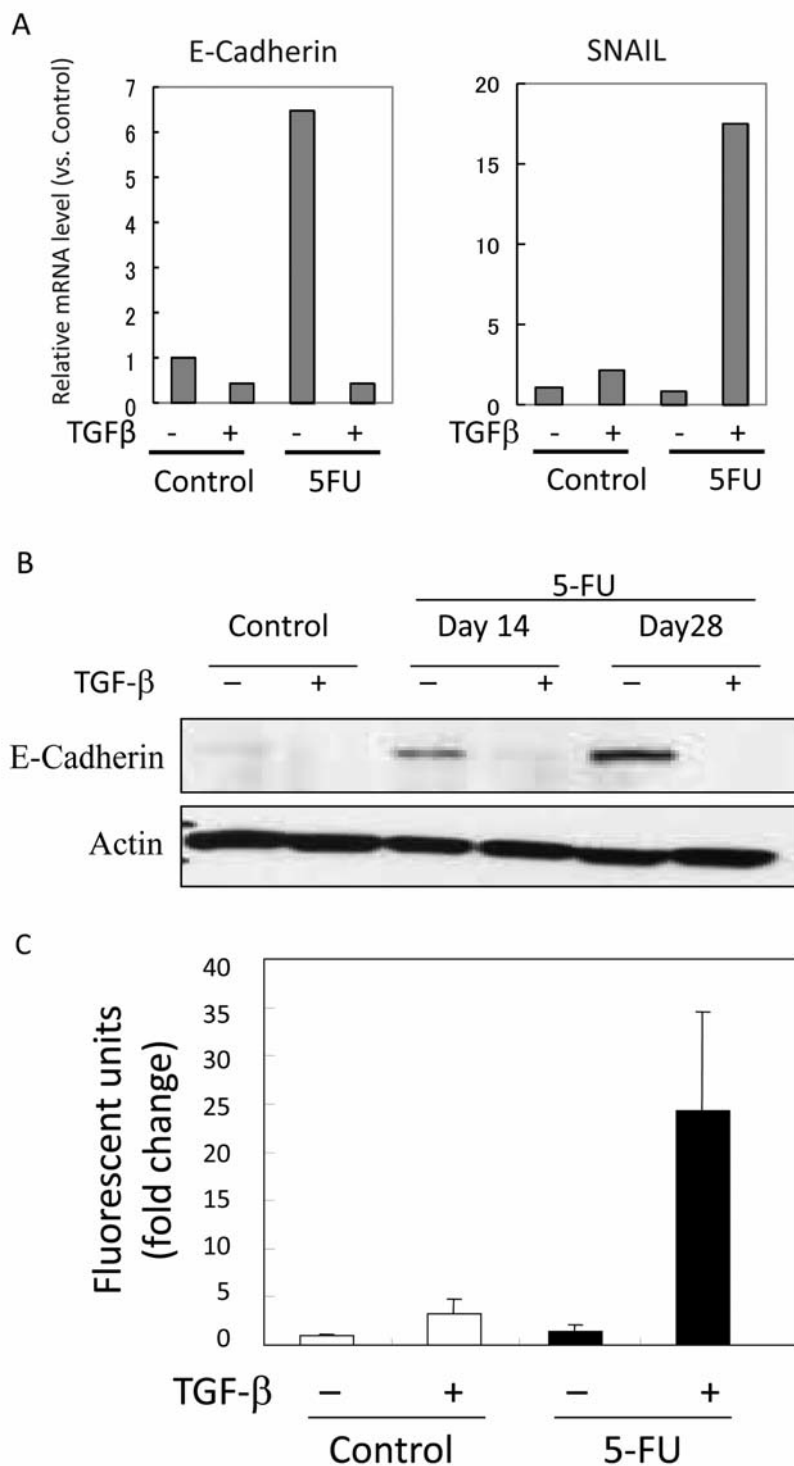 A
E-Cadherin
SNAIL
Relative mRNA level (vs. Control)
7
6
5
4
3
2
1
0
20
15
10
5
0
TGFβ - + - +
Control 5FU
TGFβ - + - +
Control 5FU
B
5-FU
Control Day 14 Day28
TGF-β − + − + − +
E-Cadherin
Actin
C
Fluorescent units
(fold change)
40
35
30
25
20
15
10
5
0
TGF-β − + − +
Control 5-FU